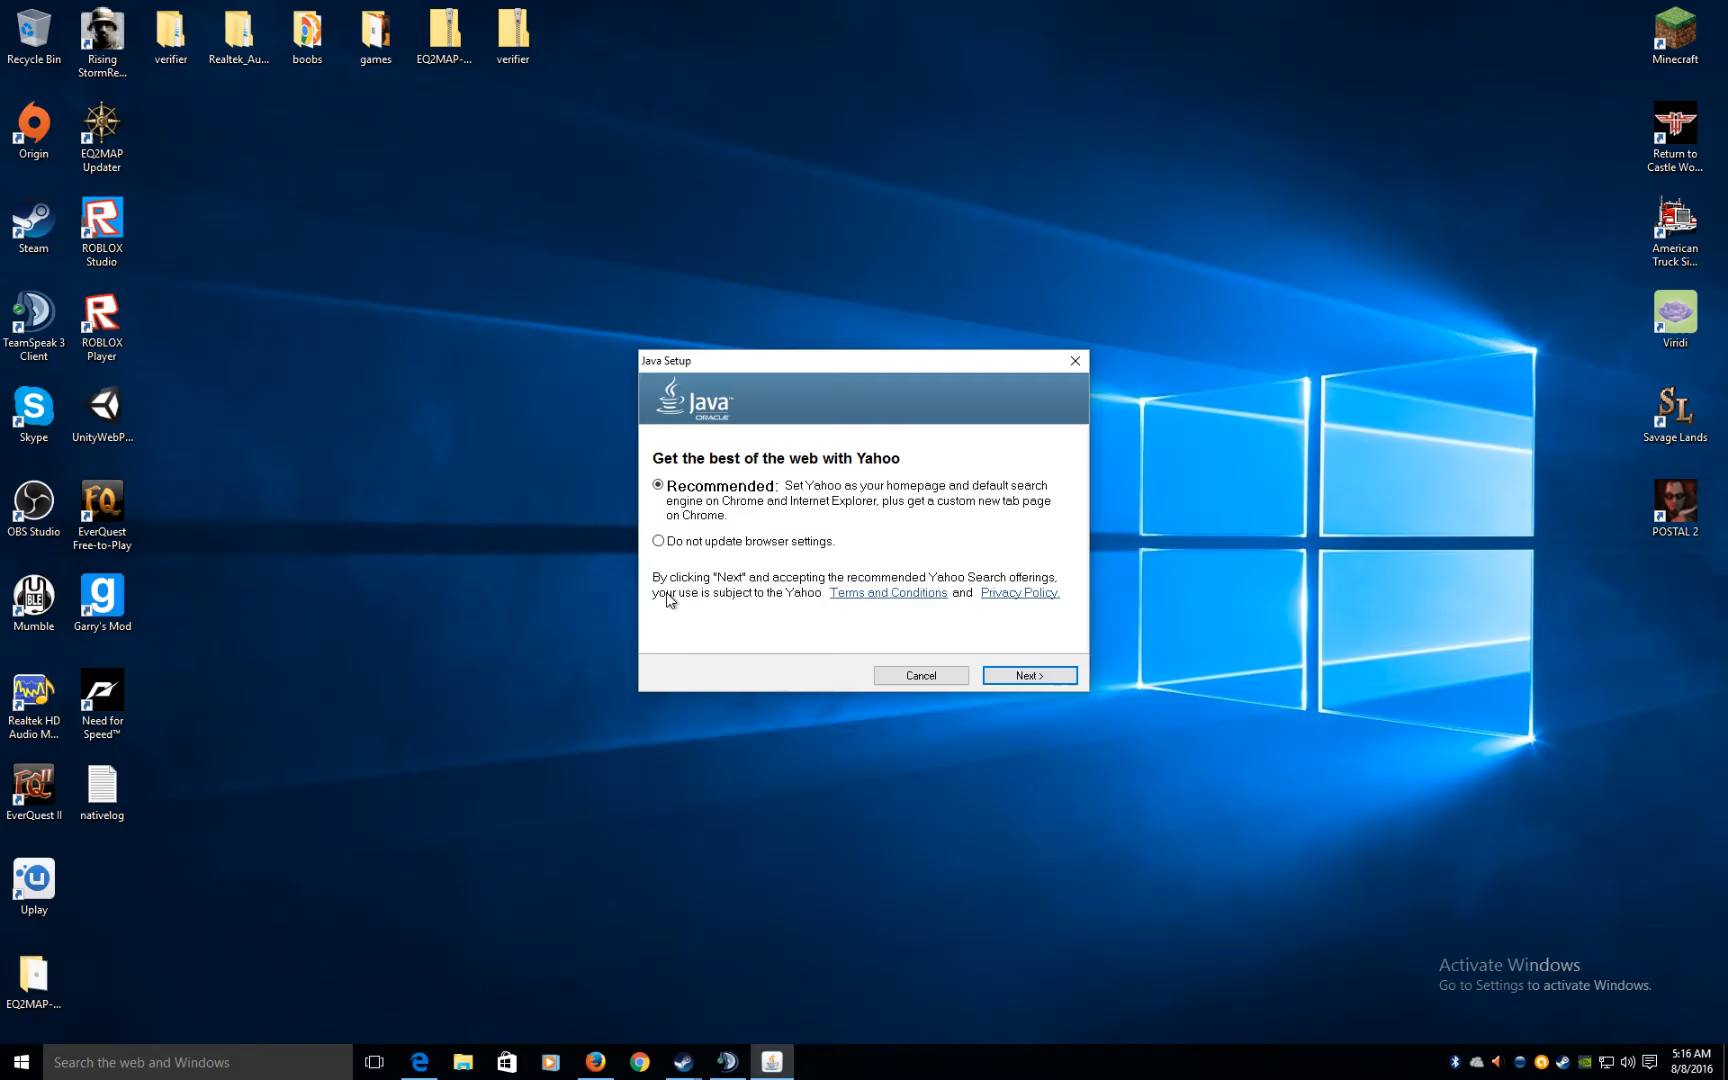 Recycle Bin
Rising
StormRe...
verifier
Realtek_Au...
boobs
games
EQ2MAP-...
verifier
Minecraft
Origin
EQ2MAP
Updater
Return to
Castle Wo...
Steam
ROBLOX
Studio
American
Truck Si...
TeamSpeak 3
Client
ROBLOX
Player
Viridi
Skype
UnityWebP...
Savage Lands
OBS Studio
EverQuest
Free-to-Play
POSTAL 2
Mumble
Garry's Mod
Realtek HD
Audio M...
Need for
Speed™
EverQuest II
nativelog
Uplay
EQ2MAP-...
Java Setup
Java™
ORACLE
Get the best of the web with Yahoo
Recommended: Set Yahoo as your homepage and default search
engine on Chrome and Internet Explorer, plus get a custom new tab page
on Chrome.
Do not update browser settings.
By clicking "Next" and accepting the recommended Yahoo Search offerings,
your use is subject to the Yahoo Terms and Conditions and Privacy Policy.
Cancel
Next >
Activate Windows
Go to Settings to activate Windows.
Search the web and Windows
5:16 AM
8/8/2016